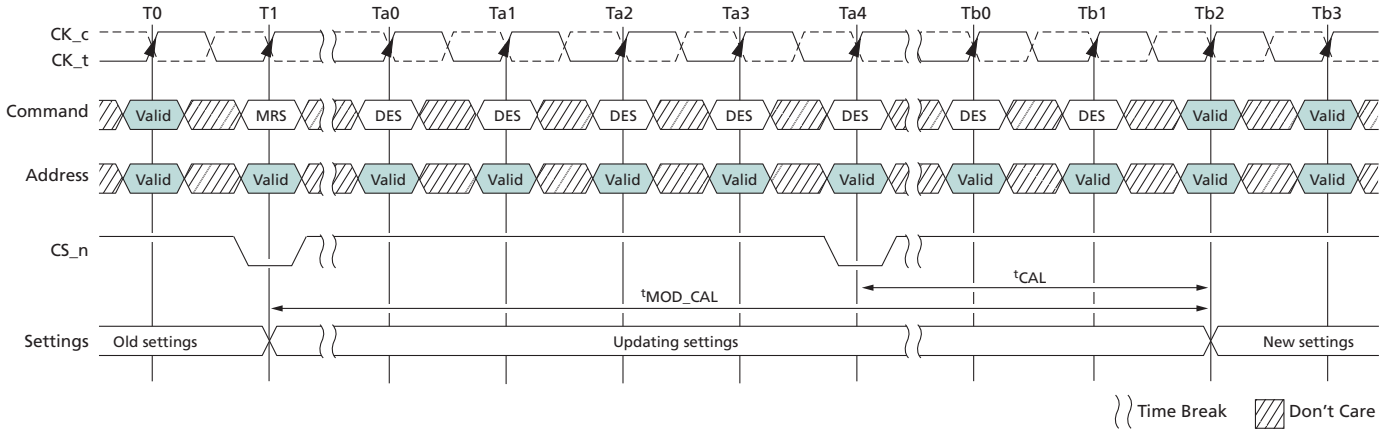 T0 T1 Ta0 Ta1 Ta2 Ta3 Ta4 Tb0 Tb1 Tb2 Tb3
CK_c
CK_t
Command Valid MRS DES DES DES DES DES DES DES Valid Valid
Address Valid Valid Valid Valid Valid Valid Valid Valid Valid Valid Valid
CS_n
tCAL
tMOD_CAL
Settings Old settings Updating settings New settings
Time Break Don't Care